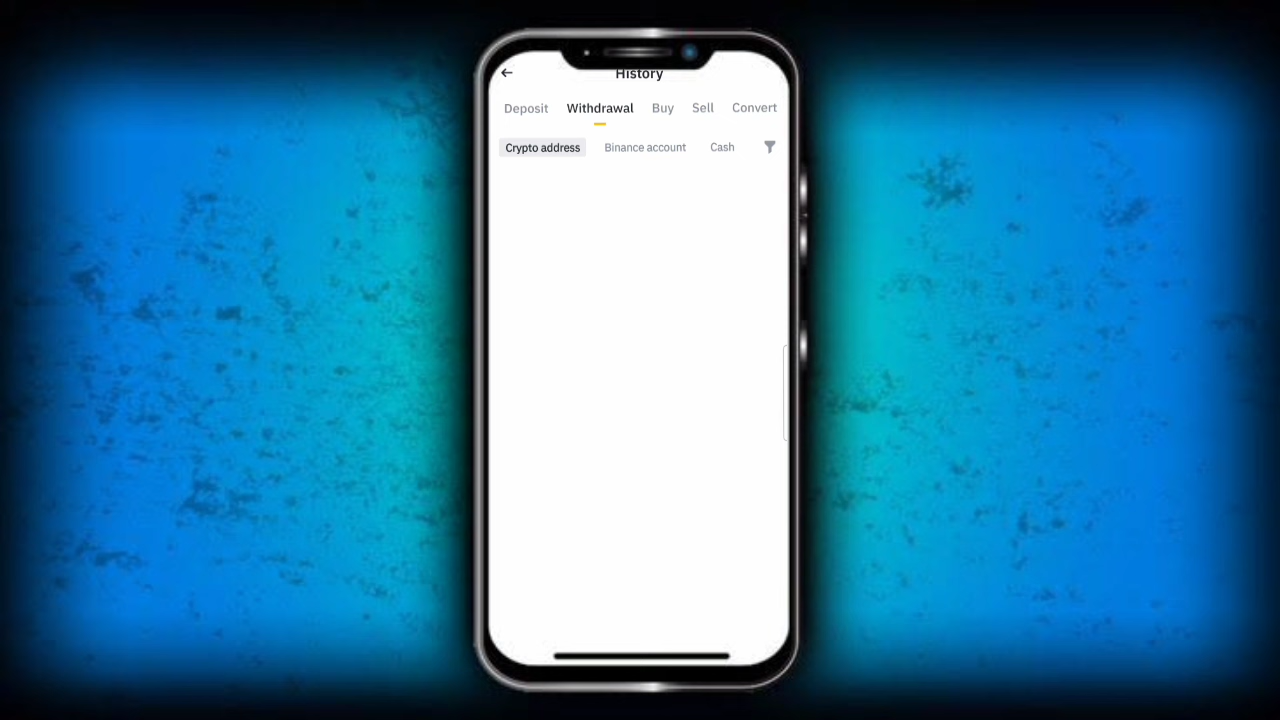 History
Deposit Withdrawal Buy Sell Convert
Crypto address Binance account Cash